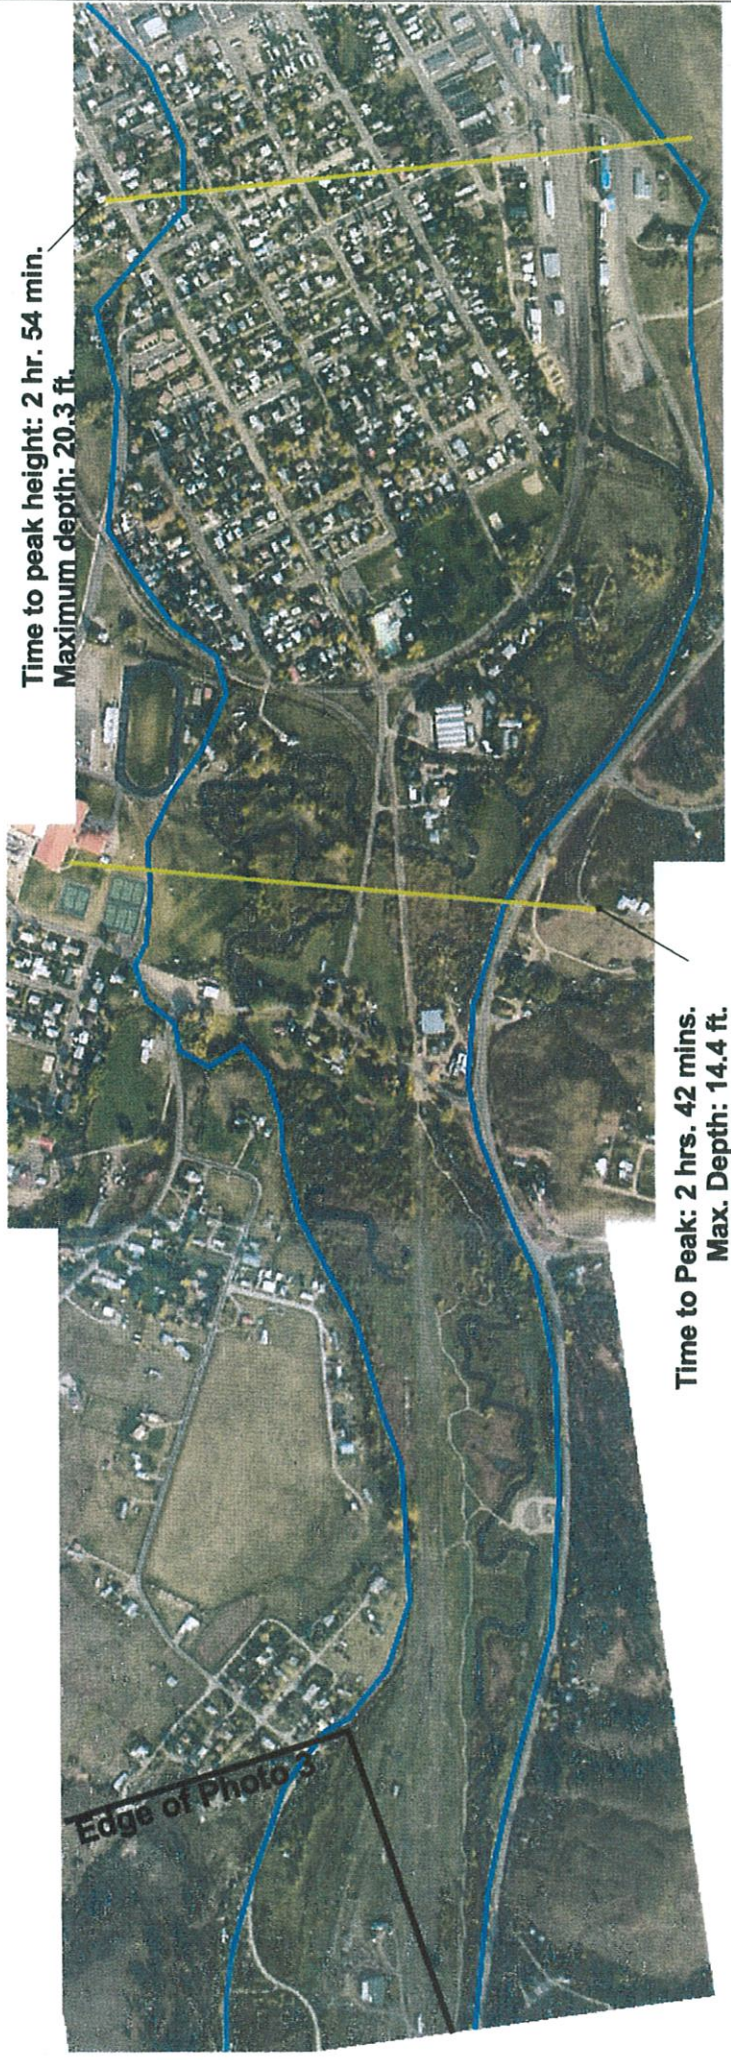 Time to peak height: 2 hr. 54 min.
Maximum depth: 20.3 ft.
Time to Peak: 2 hrs. 42 mins.
Max. Depth: 14.4 ft.
Edge of Photo 3